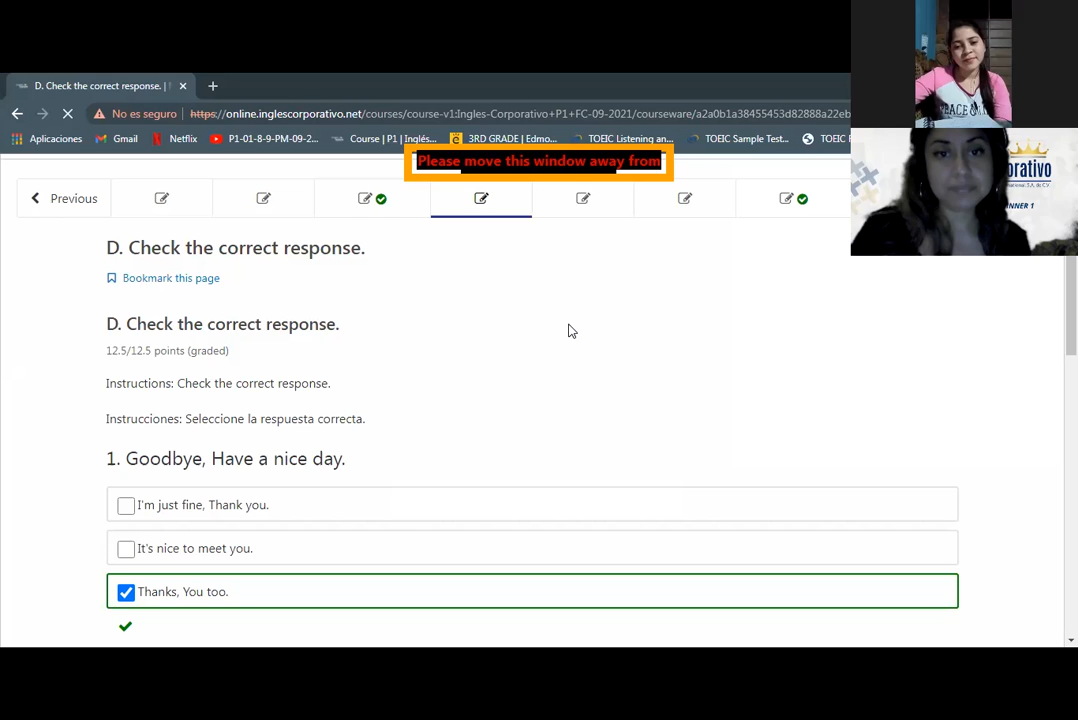 D. Check the correct response. |
No es seguro
https://online.inglescorporativo.net/courses/course-v1:Ingles-Corporativo+P1+FC-09-2021/courseware/a2a0b1a38455453d82888a22eb
Aplicaciones
Gmail
Netflix
P1-01-8-9-PM-09-2...
Course | P1 | Inglés...
3RD GRADE | Edmo...
TOEIC Listening an...
TOEIC Sample Test...
TOEIC
Please move this window away from
Previous
D. Check the correct response.
Bookmark this page
D. Check the correct response.
12.5/12.5 points (graded)
Instructions: Check the correct response.
Instrucciones: Seleccione la respuesta correcta.
1. Goodbye, Have a nice day.
I'm just fine, Thank you.
It's nice to meet you.
Thanks, You too.
orativo
NNER 1